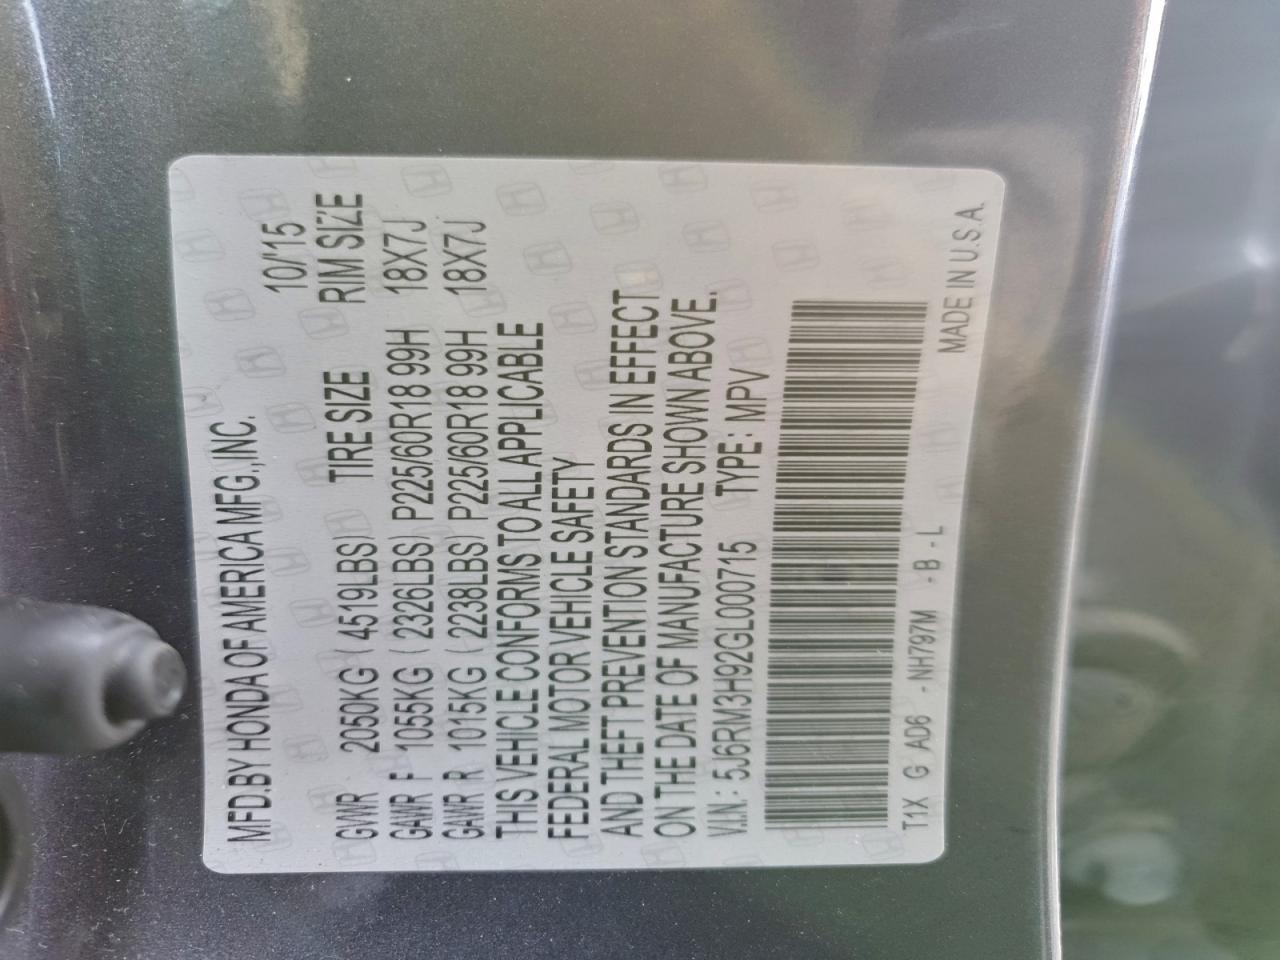 MFD.BY HONDA OF AMERICA MFG.,INC. 10/'15
GVWR 2050KG ( 4519LBS) TIRE SIZE RIM SIZE
GAWR F 1055KG ( 2326LBS) P225/60R18 99H 18X7J
GAWR R 1015KG ( 2238LBS) P225/60R18 99H 18X7J
THIS VEHICLE CONFORMS TO ALL APPLICABLE
FEDERAL MOTOR VEHICLE SAFETY
AND THEFT PREVENTION STANDARDS IN EFFECT
ON THE DATE OF MANUFACTURE SHOWN ABOVE.
V.I.N.: 5J6RM3H92GL000715 TYPE: MPV
T1X G AD6 - NH797M - B - L
MADE IN U.S.A.